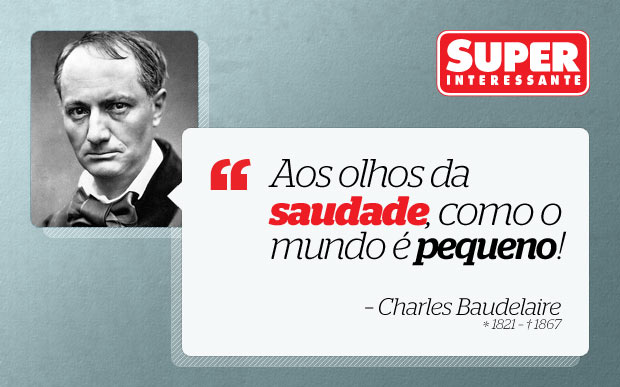 SUPER
INTERESSANTE
“ Aos olhos da
saudade, como o
mundo é pequeno!
– Charles Baudelaire
* 1821 - † 1867